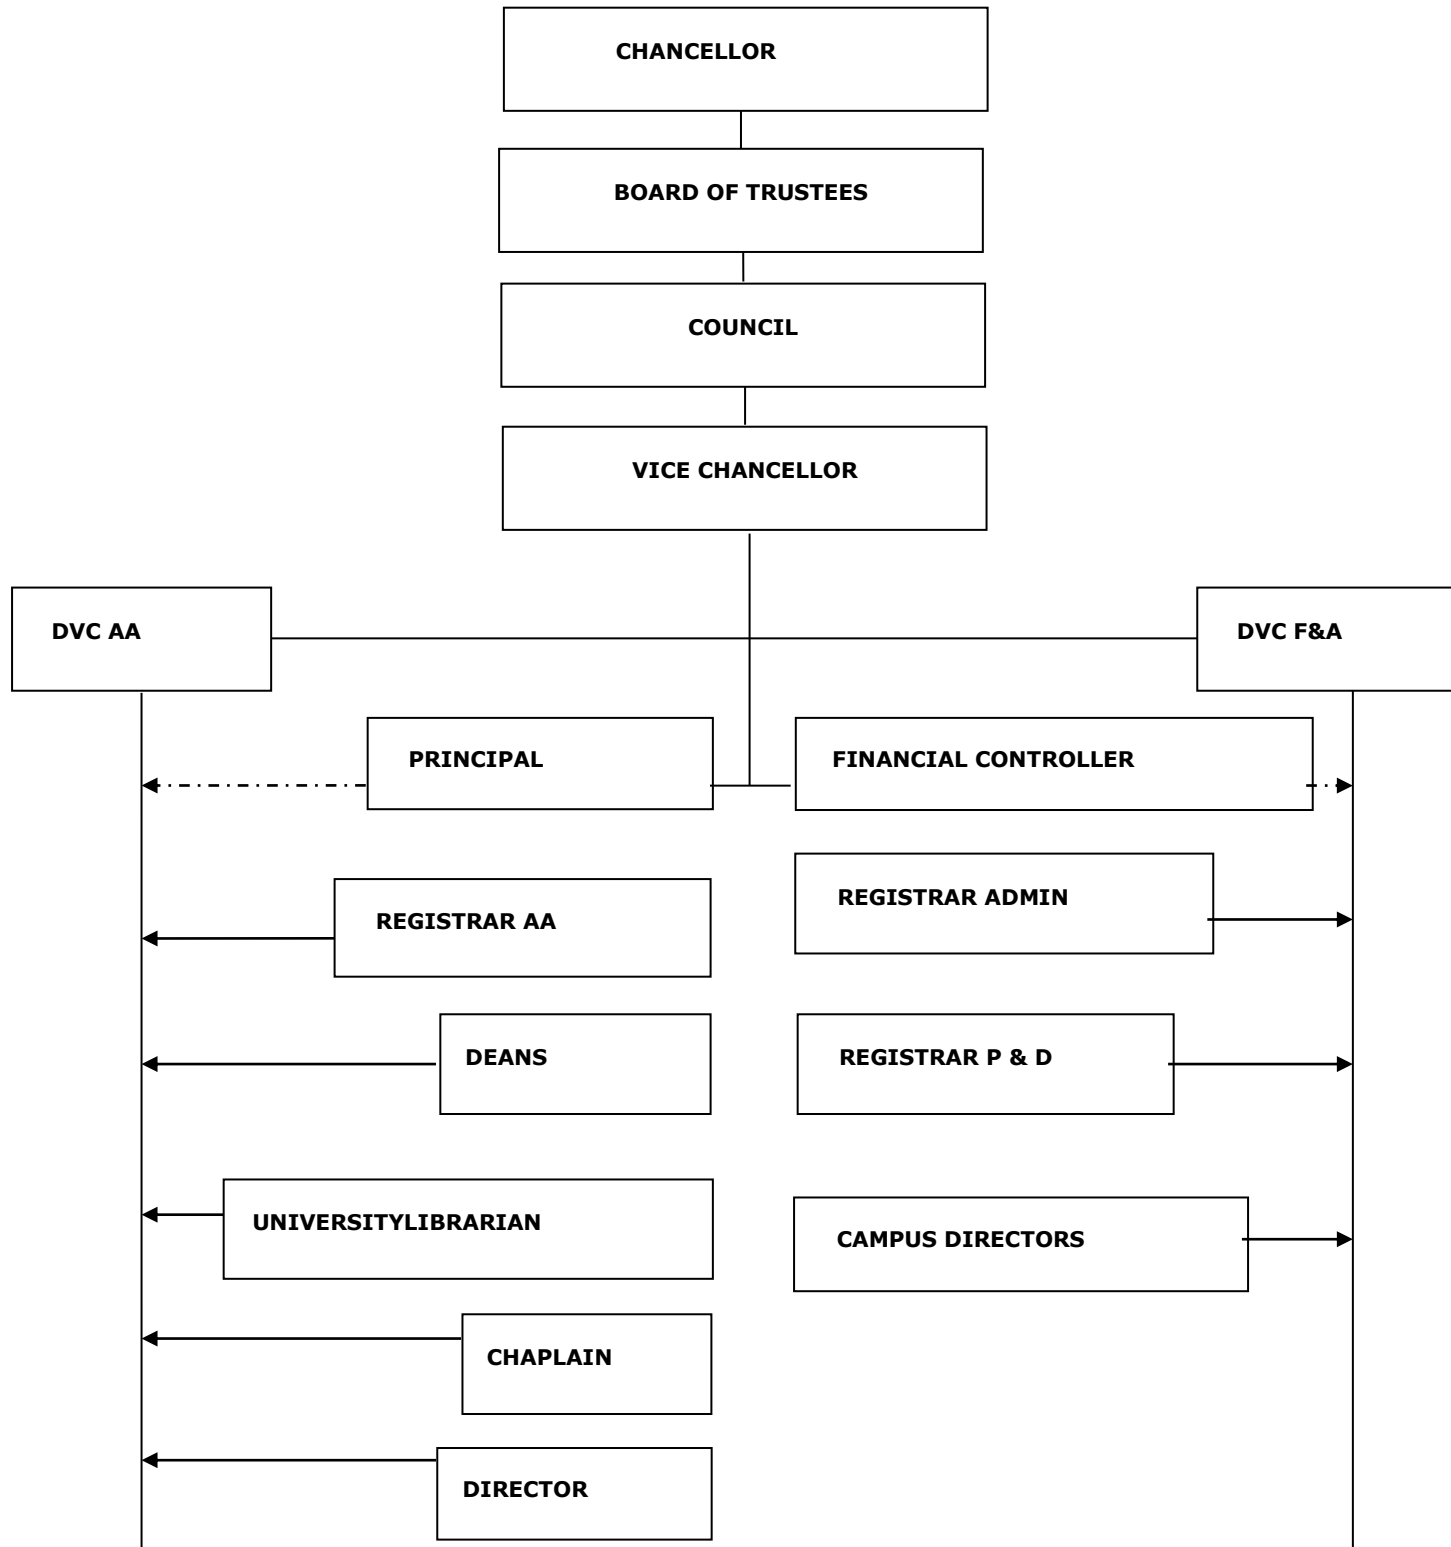 CHANCELLOR
BOARD OF TRUSTEES
COUNCIL
VICE CHANCELLOR
DVC AA
DVC F&A
PRINCIPAL
FINANCIAL CONTROLLER
REGISTRAR AA
REGISTRAR ADMIN
DEANS
REGISTRAR P & D
UNIVERSITYLIBRARIAN
CAMPUS DIRECTORS
CHAPLAIN
DIRECTOR